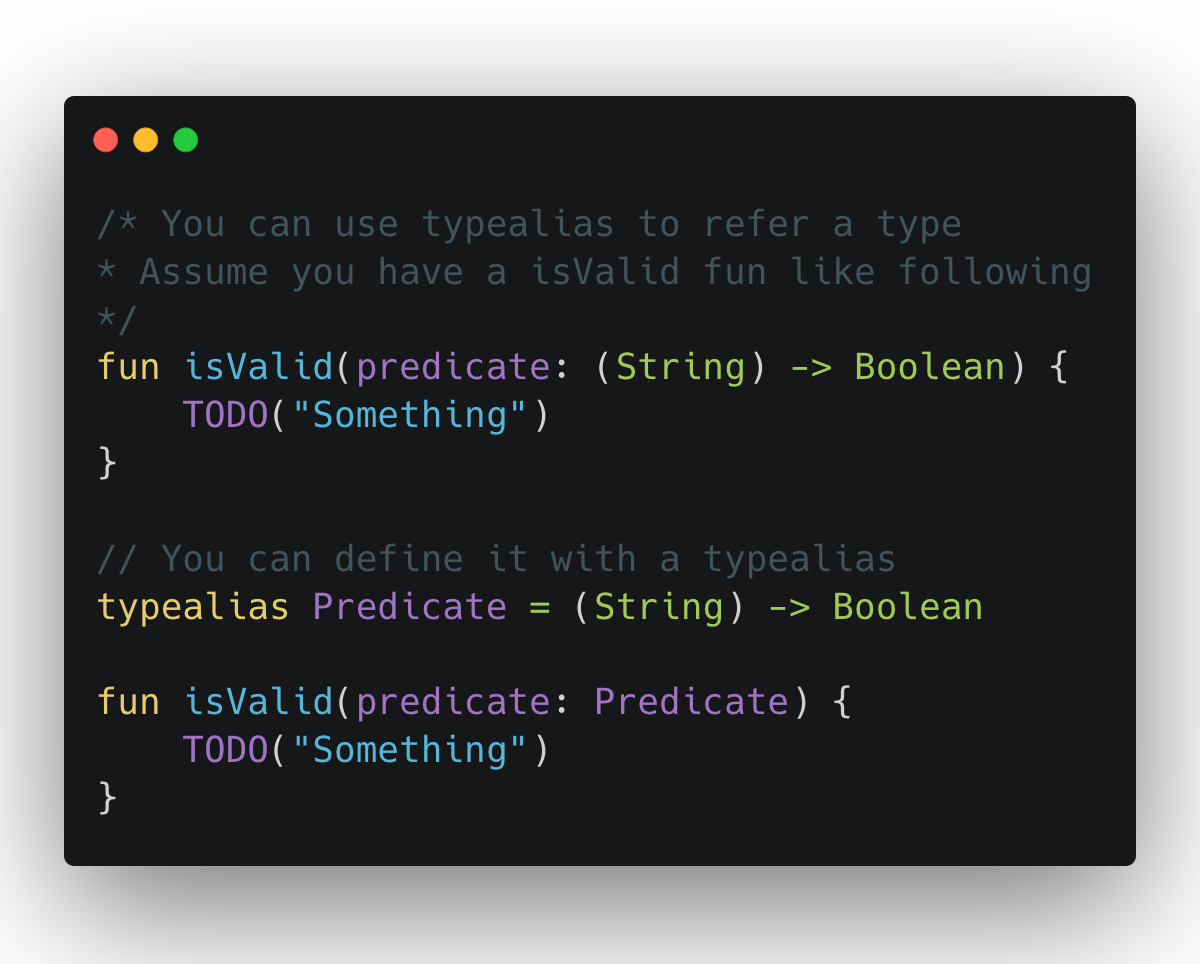 /* You can use typealias to refer a type
* Assume you have a isValid fun like following
*/
fun isValid(predicate: (String) -> Boolean) {
    TODO("Something")
}

// You can define it with a typealias
typealias Predicate = (String) -> Boolean

fun isValid(predicate: Predicate) {
    TODO("Something")
}